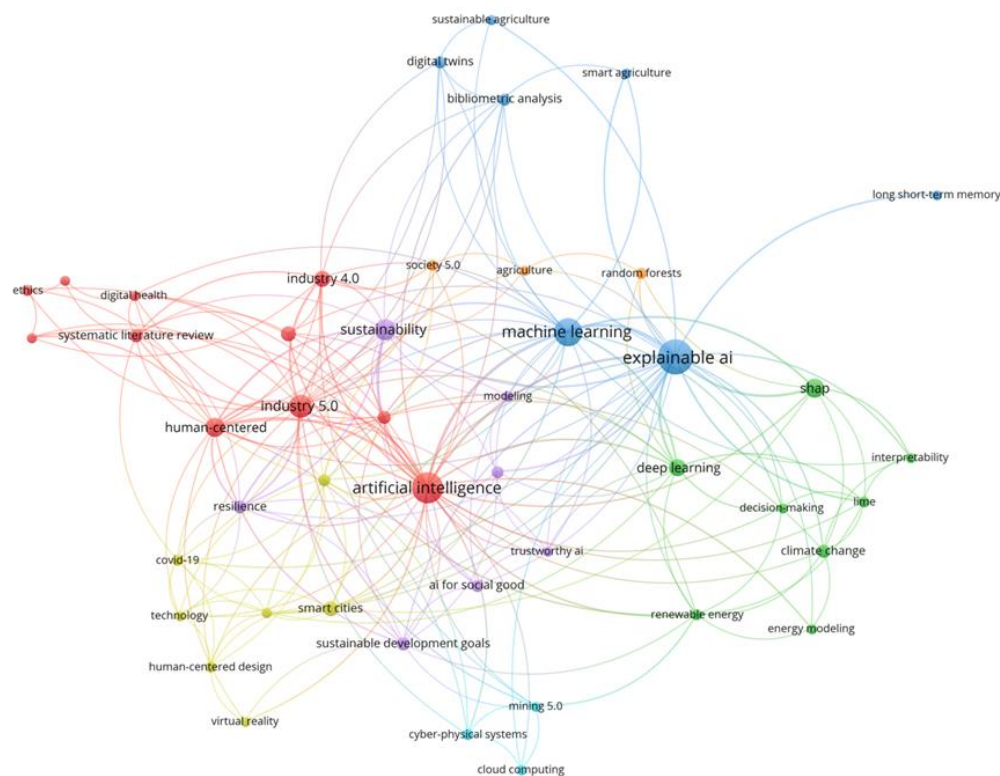 sustainable agriculture
digital twins
smart agriculture
bibliometric analysis
long short-term memory
society 5.0
agriculture
random forests
industry 4.0
ethics
digital health
sustainability
machine learning
systematic literature review
explainable ai
shap
modeling
industry 5.0
human-centered
interpretability
deep learning
artificial intelligence
lime
decision-making
resilience
trustworthy ai
climate change
covid-19
ai for social good
smart cities
technology
renewable energy
energy modeling
sustainable development goals
human-centered design
mining 5.0
virtual reality
cyber-physical systems
cloud computing